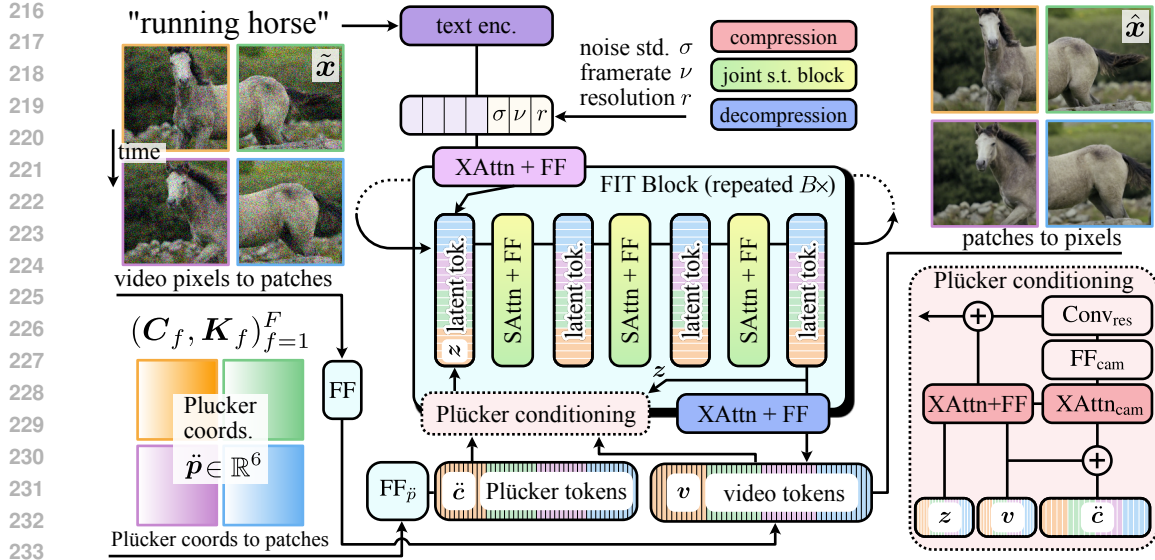 216
217
218
219
220
221
222
223
224
225
226
227
228
229
230
231
232
233
"running horse"
text enc.
x̃
time
video pixels to patches
noise std. σ
framerate ν
resolution r
σ ν r
compression
joint s.t. block
decompression
x̂
patches to pixels
XAttn + FF
FIT Block (repeated B×)
z latent tok.
SAttn + FF
latent tok.
SAttn + FF
latent tok.
SAttn + FF
latent tok.
z
Plücker conditioning
XAttn + FF
(C_f, K_f)_{f=1}^F
Plucker
coords.
p̈ ∈ ℝ^6
FF
FF_p̈
c̈ Plücker tokens
v video tokens
Plücker coords to patches
Plücker conditioning
+
Conv_res
FF_cam
XAttn+FF
XAttn_cam
+
z
v
c̈